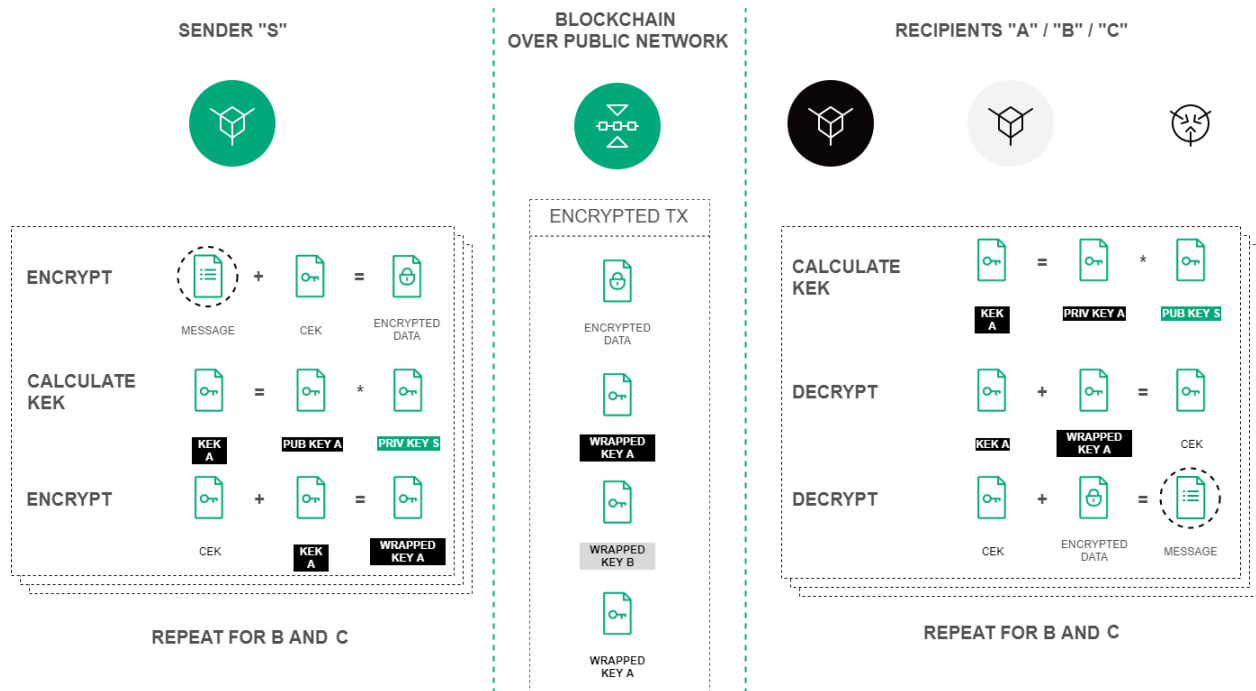 SENDER "S"
BLOCKCHAIN
OVER PUBLIC NETWORK
RECIPIENTS "A" / "B" / "C"
ENCRYPT
+
=
MESSAGE
CEK
ENCRYPTED
DATA
CALCULATE
KEK
=
*
KEK
A
PUB KEY A
PRIV KEY S
ENCRYPT
+
=
CEK
KEK
A
WRAPPED
KEY A
REPEAT FOR B AND C
ENCRYPTED TX
ENCRYPTED
DATA
WRAPPED
KEY A
WRAPPED
KEY B
WRAPPED
KEY A
CALCULATE
KEK
=
*
KEK
A
PRIV KEY A
PUB KEY S
DECRYPT
+
=
KEK A
WRAPPED
KEY A
CEK
DECRYPT
+
=
CEK
ENCRYPTED
DATA
MESSAGE
REPEAT FOR B AND C